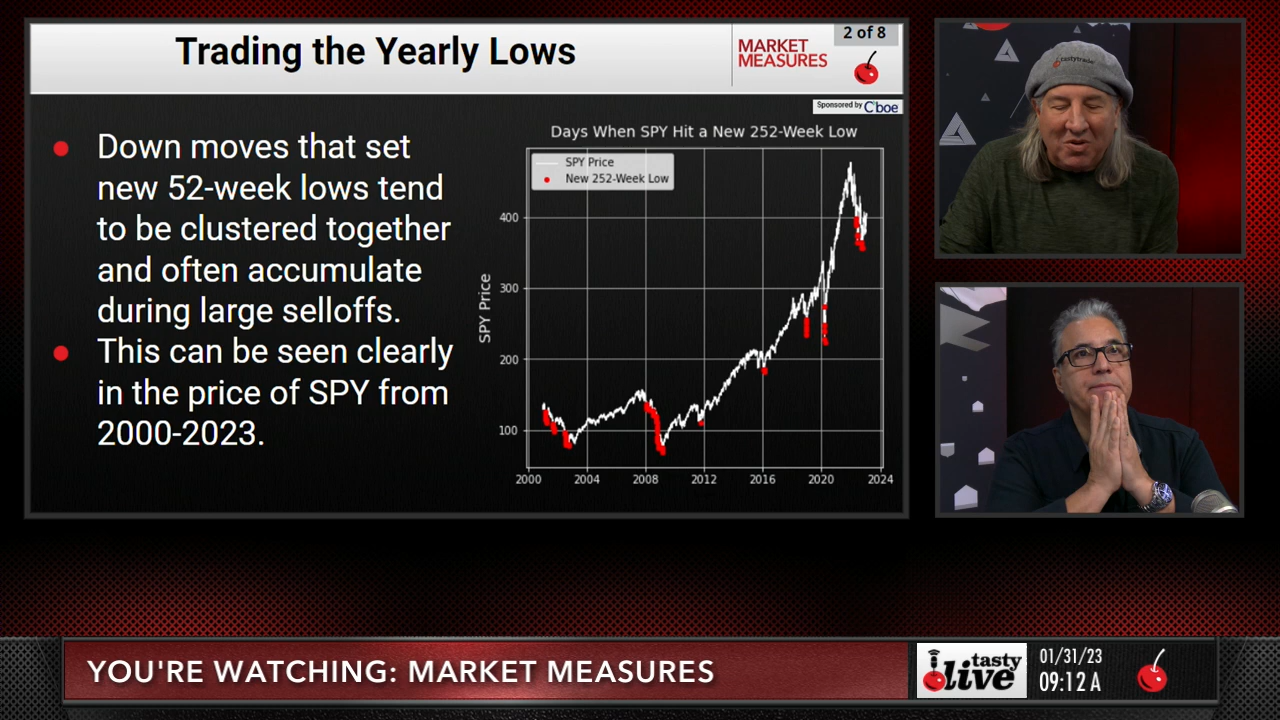 Trading the Yearly Lows
MARKET
MEASURES
2 of 8
Sponsored by Cboe
Down moves that set
new 52-week lows tend
to be clustered together
and often accumulate
during large selloffs.
This can be seen clearly
in the price of SPY from
2000-2023.
Days When SPY Hit a New 252-Week Low
SPY Price
New 252-Week Low
SPY Price
400
300
200
100
2000 2004 2008 2012 2016 2020 2024
tastytrade
YOU'RE WATCHING: MARKET MEASURES
tasty
live
01/31/23
09:12 A